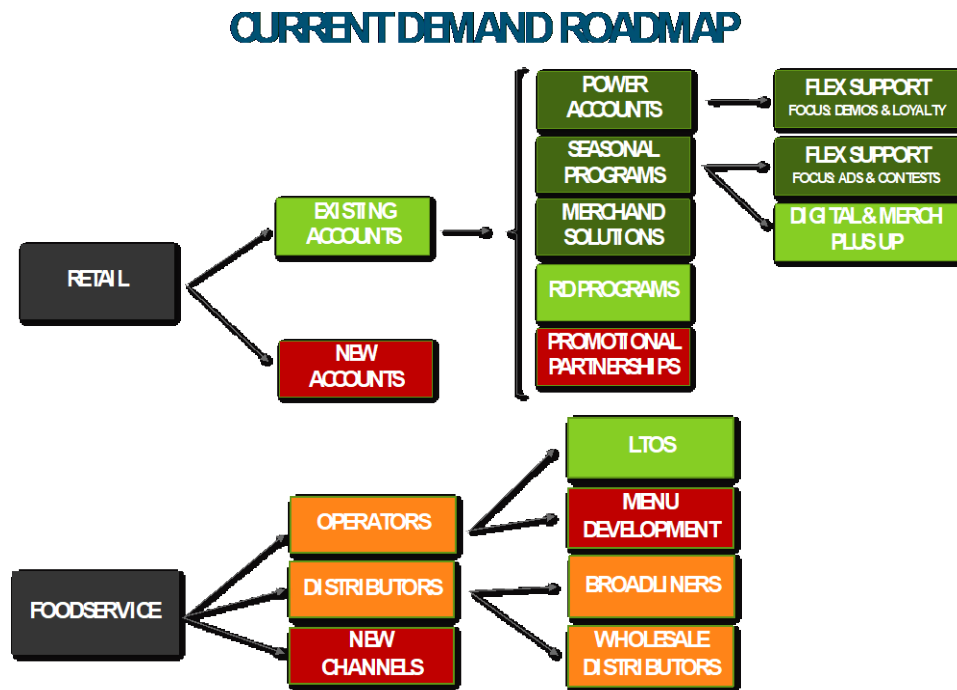 CURRENT DEMAND ROADMAP
POWER
ACCOUNTS
FLEX SUPPORT
FOCUS: DEMOS & LOYALTY
SEASONAL
PROGRAMS
FLEX SUPPORT
FOCUS: ADS & CONTESTS
EXISTING
ACCOUNTS
MERCHAND
SOLUTIONS
DIGITAL & MERCH
PLUS UP
RETAIL
RD PROGRAMS
NEW
ACCOUNTS
PROMOTIONAL
PARTNERSHIPS
LTOS
OPERATORS
MENU
DEVELOPMENT
FOODSERVICE
DISTRIBUTORS
BROADLINERS
NEW
CHANNELS
WHOLESALE
DISTRIBUTORS